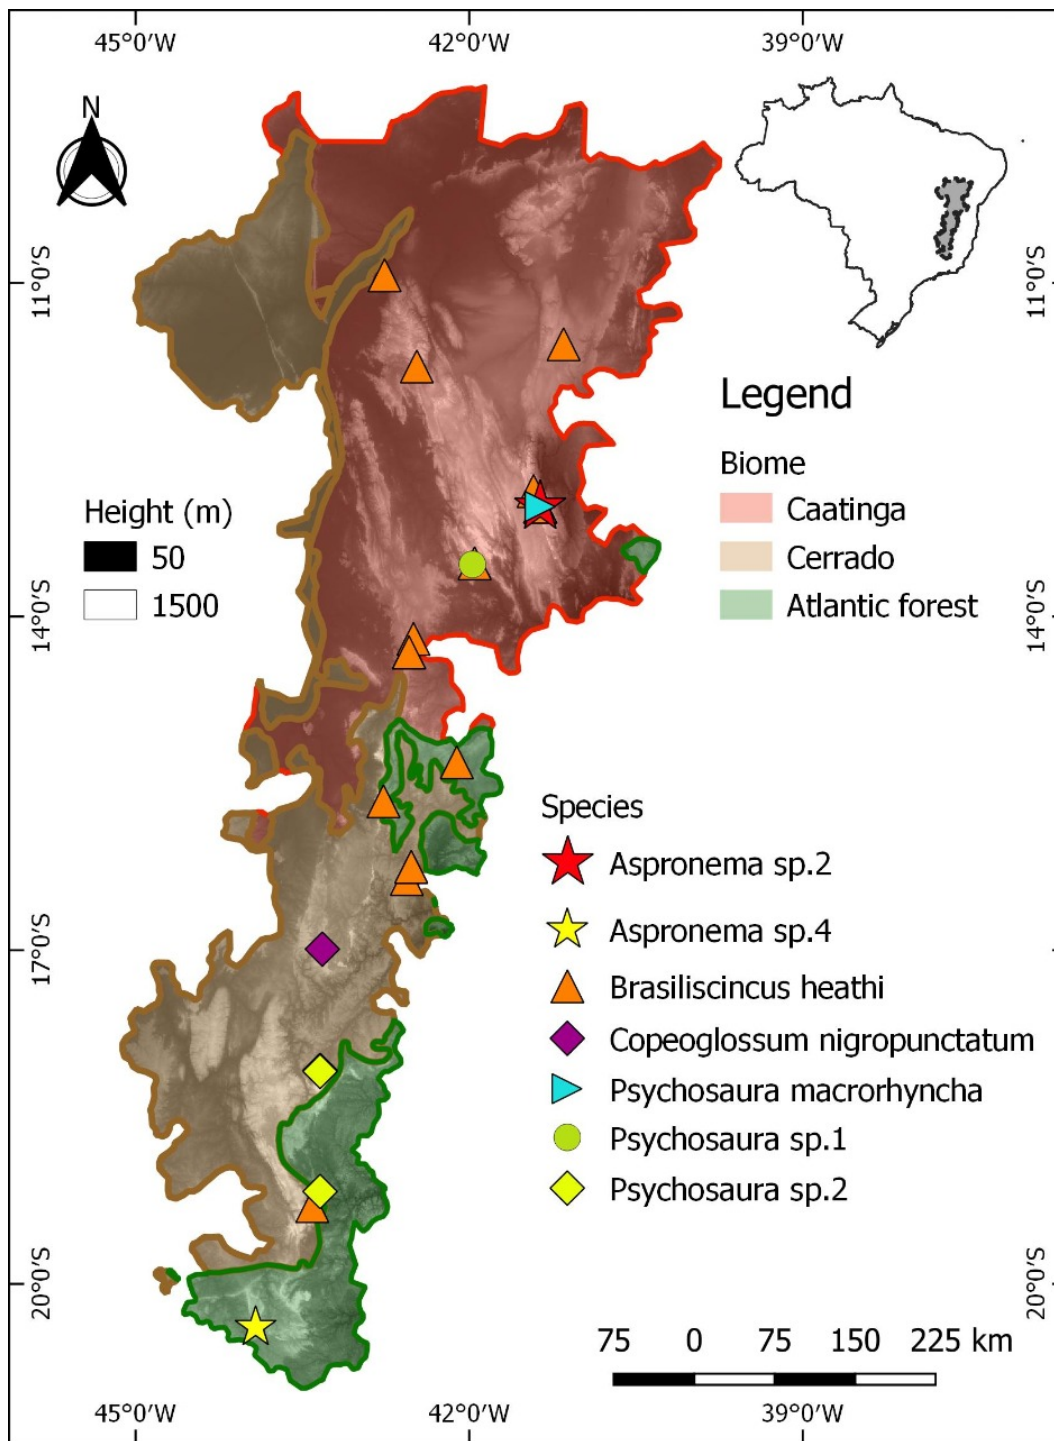 45°0′W 42°0′W 39°0′W
N
11°0′S 11°0′S
Legend
Biome
Height (m)
Caatinga
50
Cerrado
1500
Atlantic forest
14°0′S 14°0′S
Species
Aspronema sp.2
Aspronema sp.4
17°0′S 17°0′S
Brasiliscincus heathi
Copeoglossum nigropunctatum
Psychosaura macrorhyncha
Psychosaura sp.1
Psychosaura sp.2
20°0′S 20°0′S
75 0 75 150 225 km
45°0′W 42°0′W 39°0′W